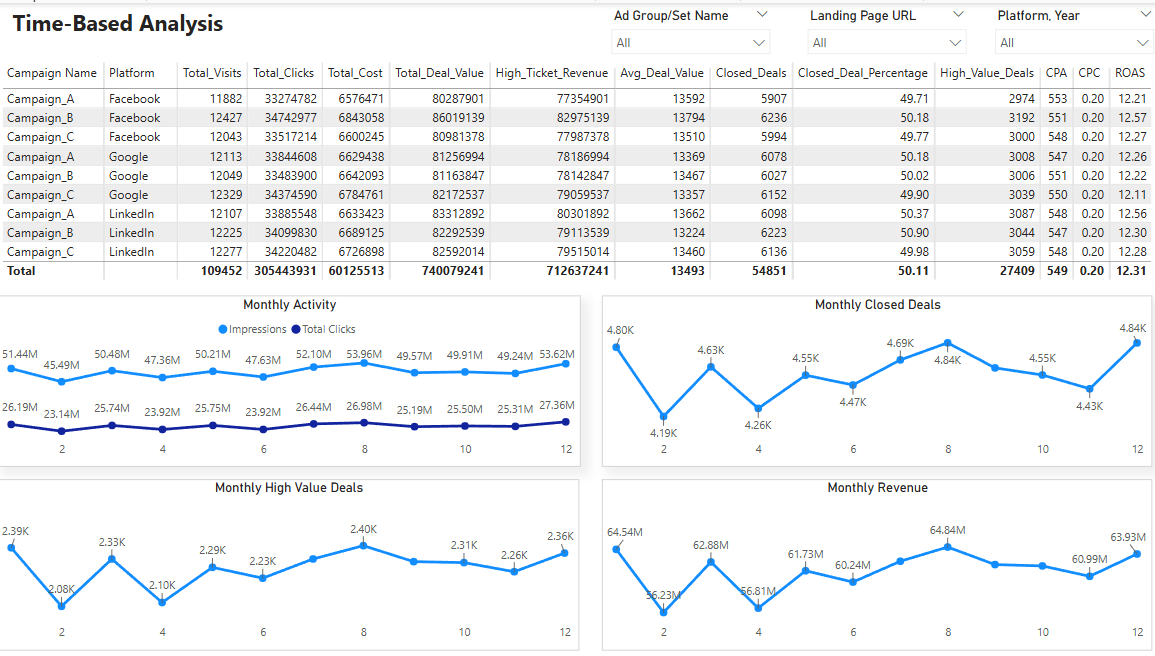 Time-Based Analysis
Ad Group/Set Name
Landing Page URL
Platform, Year
All
All
All
Campaign Name Platform Total_Visits Total_Clicks Total_Cost Total_Deal_Value High_Ticket_Revenue Avg_Deal_Value Closed_Deals Closed_Deal_Percentage High_Value_Deals CPA CPC ROAS
Campaign_A Facebook 11882 33274782 6576471 80287901 77354901 13592 5907 49.71 2974 553 0.20 12.21
Campaign_B Facebook 12427 34742977 6843058 86019139 82975139 13794 6236 50.18 3192 551 0.20 12.57
Campaign_C Facebook 12043 33517214 6600245 80981378 77987378 13510 5994 49.77 3000 548 0.20 12.27
Campaign_A Google 12113 33844608 6629438 81256994 78186994 13369 6078 50.18 3008 547 0.20 12.26
Campaign_B Google 12049 33483900 6642093 81163847 78142847 13467 6027 50.02 3006 551 0.20 12.22
Campaign_C Google 12329 34374590 6784761 82172537 79059537 13357 6152 49.90 3039 550 0.20 12.11
Campaign_A LinkedIn 12107 33885548 6633423 83312892 80301892 13662 6098 50.37 3087 548 0.20 12.56
Campaign_B LinkedIn 12225 34099830 6689125 82292539 79113539 13224 6223 50.90 3044 547 0.20 12.30
Campaign_C LinkedIn 12277 34220482 6726898 82592014 79515014 13460 6136 49.98 3059 548 0.20 12.28
Total 109452 305443931 60125513 740079241 712637241 13493 54851 50.11 27409 549 0.20 12.31
Monthly Activity
Impressions Total Clicks
51.44M 45.49M 50.48M 47.36M 50.21M 47.63M 52.10M 53.96M 49.57M 49.91M 49.24M 53.62M
26.19M 23.14M 25.74M 23.92M 25.75M 23.92M 26.44M 26.98M 25.19M 25.50M 25.31M 27.36M
2 4 6 8 10 12
Monthly Closed Deals
4.80K 4.19K 4.63K 4.26K 4.55K 4.47K 4.69K 4.84K 4.55K 4.43K 4.84K
2 4 6 8 10 12
Monthly High Value Deals
2.39K 2.08K 2.33K 2.10K 2.29K 2.23K 2.40K 2.31K 2.26K 2.36K
2 4 6 8 10 12
Monthly Revenue
64.54M 56.23M 62.88M 56.81M 61.73M 60.24M 64.84M 60.99M 63.93M
2 4 6 8 10 12